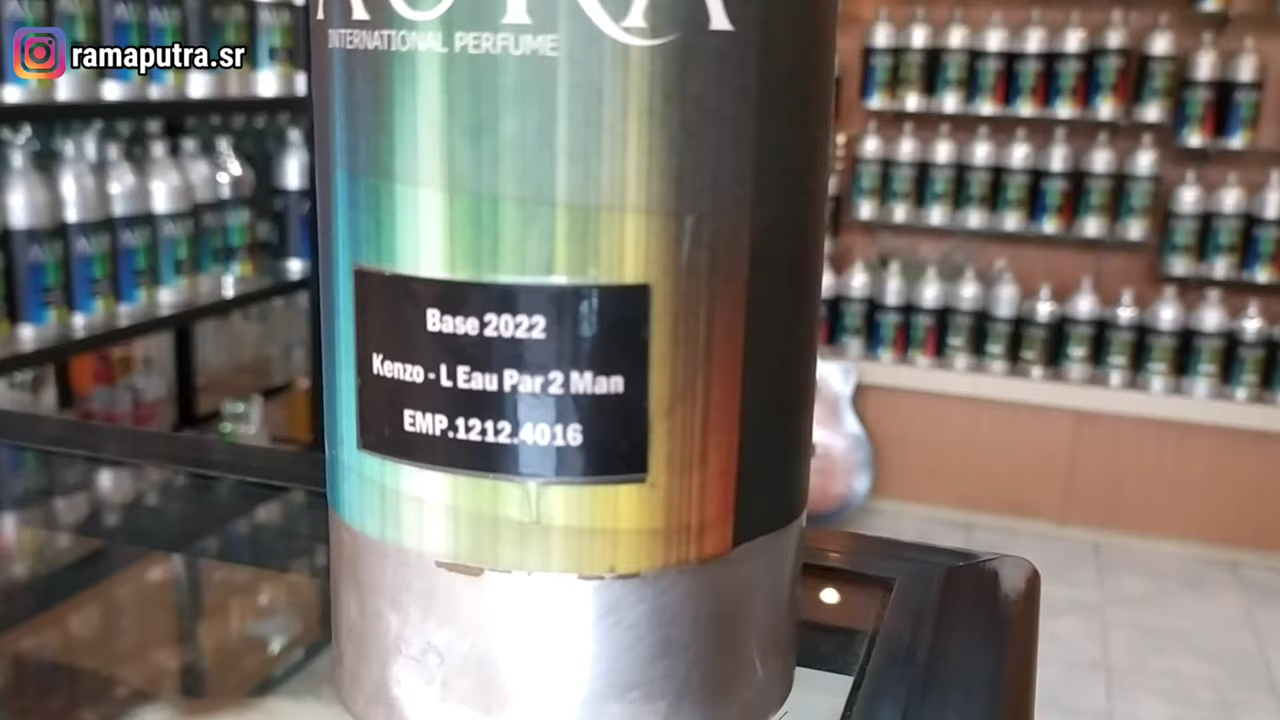 ramaputra.sr
INTERNATIONAL PERFUME
Base 2022
Kenzo - L Eau Par 2 Man
EMP.1212.4016